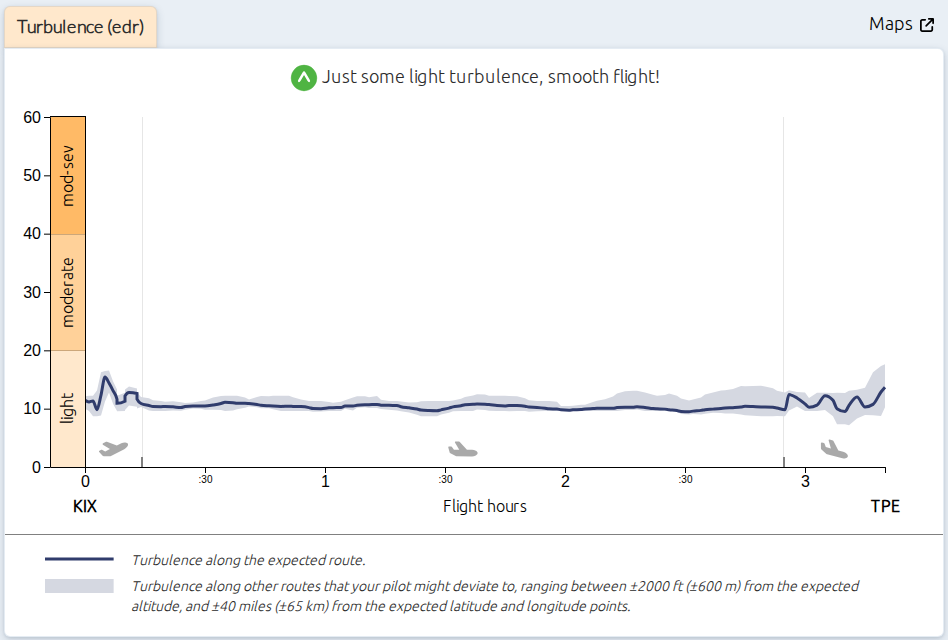 Turbulence (edr)
Maps
Just some light turbulence, smooth flight!
60
50
40
30
20
10
0
mod-sev
moderate
light
0
:30
1
:30
2
:30
3
KIX
Flight hours
TPE
Turbulence along the expected route.
Turbulence along other routes that your pilot might deviate to, ranging between ±2000 ft (±600 m) from the expected
altitude, and ±40 miles (±65 km) from the expected latitude and longitude points.